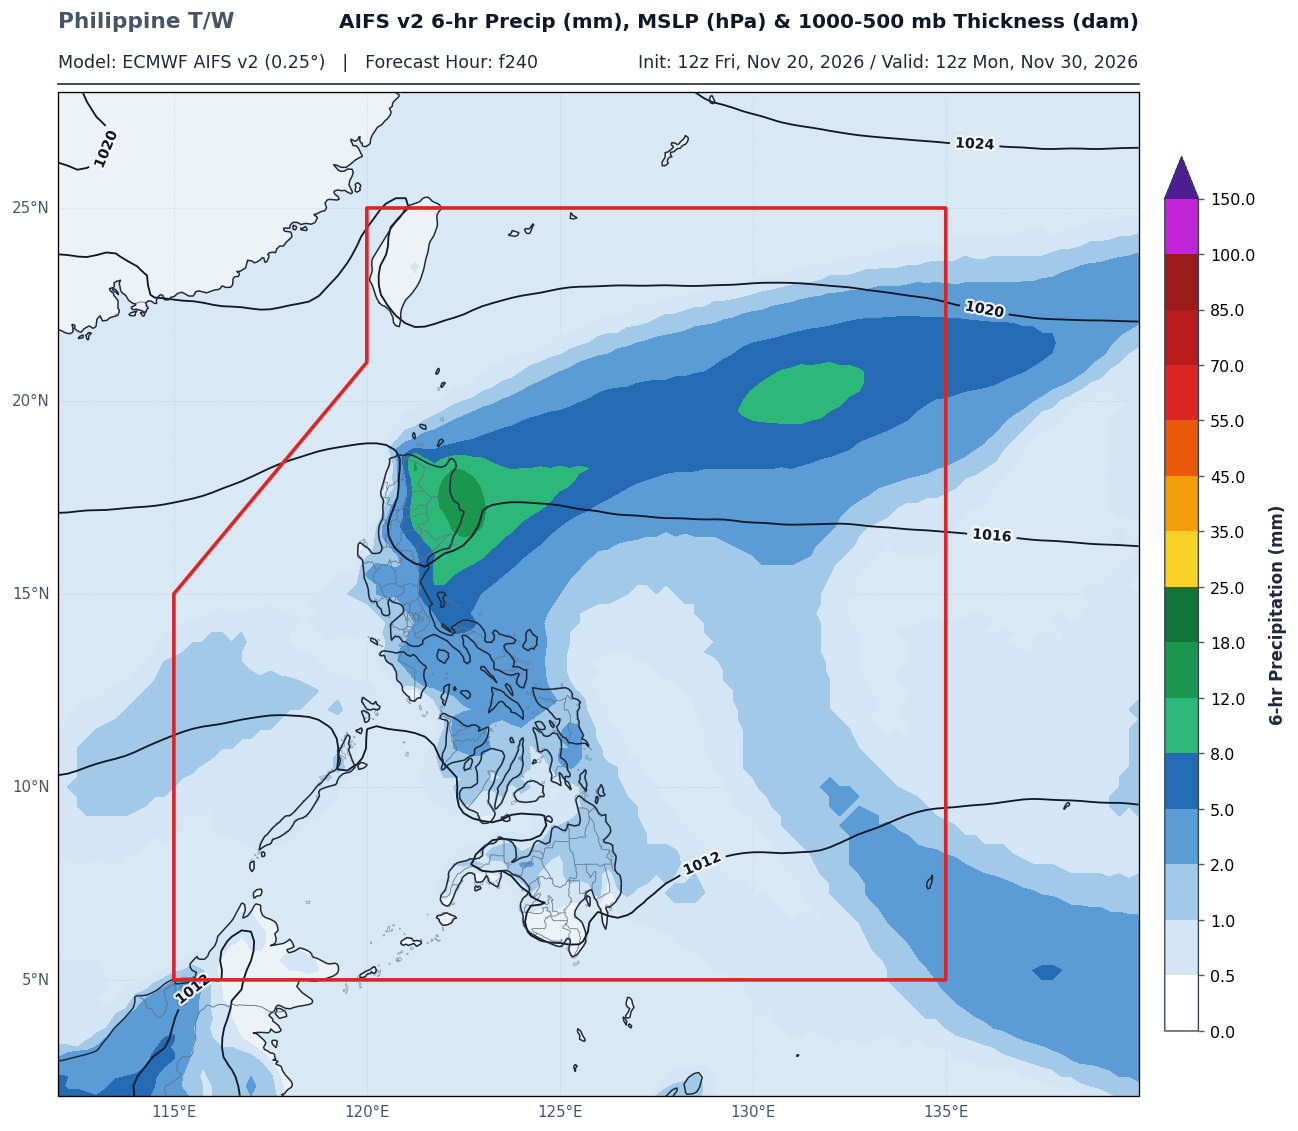 Philippine T/W
AIFS v2 6-hr Precip (mm), MSLP (hPa) & 1000-500 mb Thickness (dam)
Model: ECMWF AIFS v2 (0.25°) | Forecast Hour: f240
Init: 12z Fri, Nov 20, 2026 / Valid: 12z Mon, Nov 30, 2026
1020
1024
25°N
1020
20°N
1016
15°N
10°N
1012
5°N
1012
115°E
120°E
125°E
130°E
135°E
150.0
100.0
85.0
70.0
55.0
45.0
35.0
25.0
18.0
12.0
8.0
5.0
2.0
1.0
0.5
0.0
6-hr Precipitation (mm)